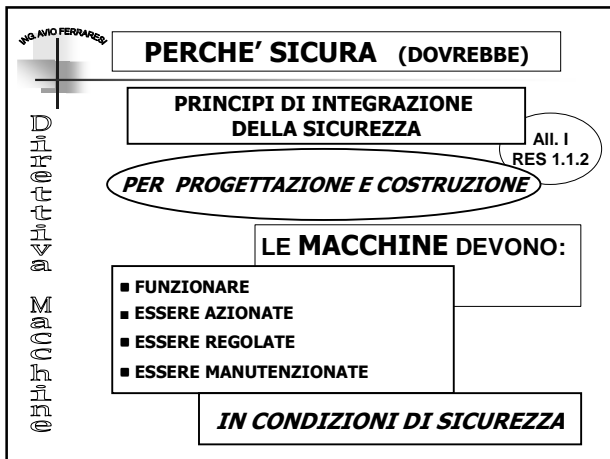 ING. AVIO FERRARESI
PERCHE’ SICURA (DOVREBBE)
PRINCIPI DI INTEGRAZIONE
DELLA SICUREZZA
All. I
RES 1.1.2
PER PROGETTAZIONE E COSTRUZIONE
LE MACCHINE DEVONO:
▪ FUNZIONARE
▪ ESSERE AZIONATE
▪ ESSERE REGOLATE
▪ ESSERE MANUTENZIONATE
IN CONDIZIONI DI SICUREZZA
Direttiva Macchine